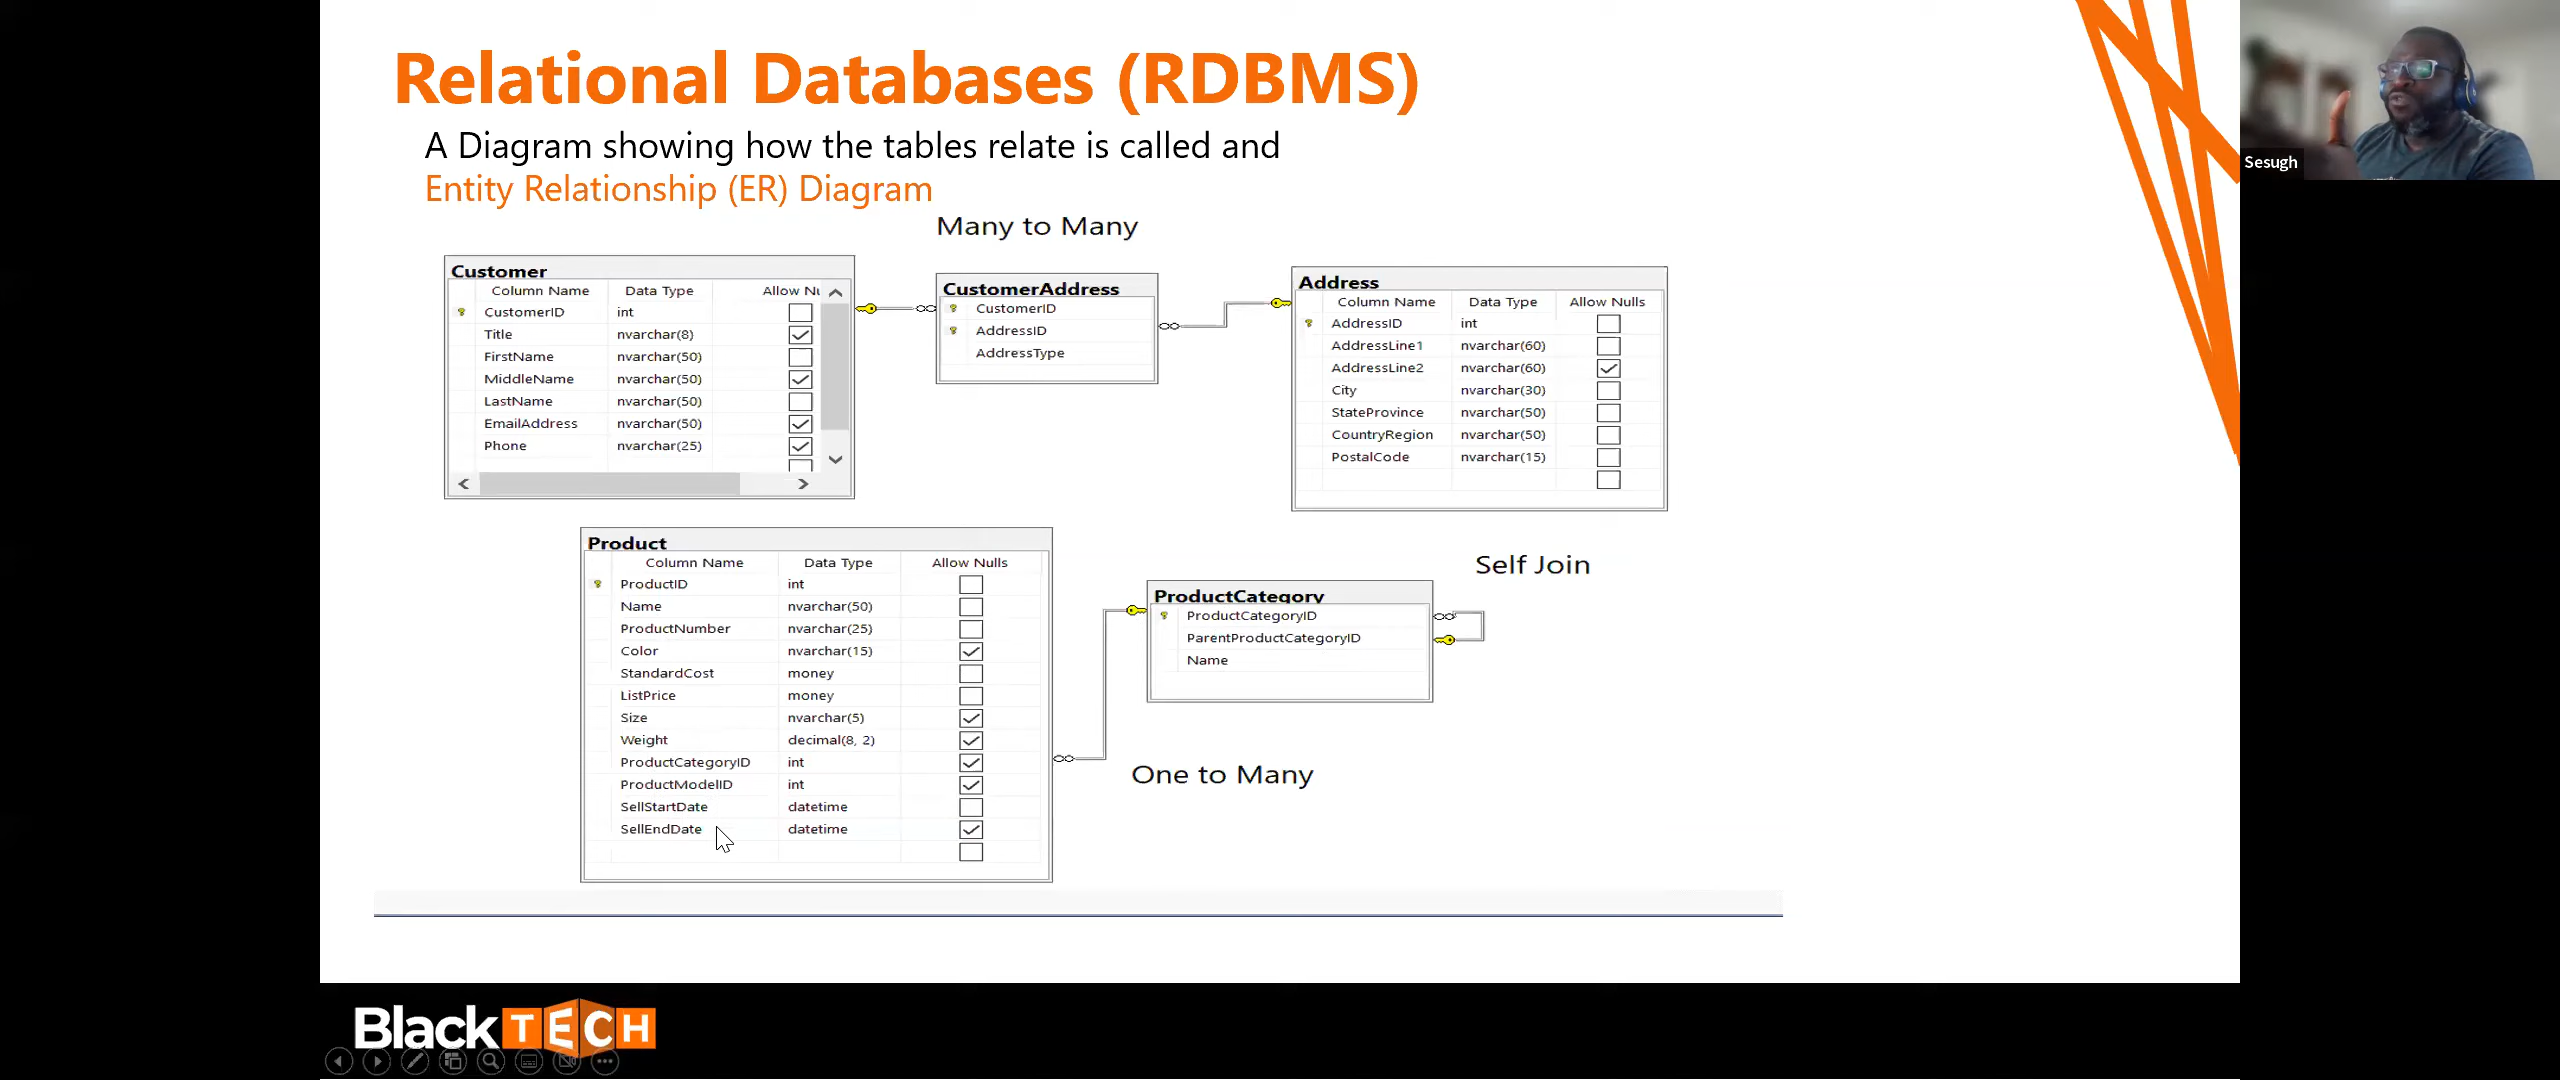 Relational Databases (RDBMS)
A Diagram showing how the tables relate is called and
Entity Relationship (ER) Diagram
Sesugh
Many to Many
Customer
Column Name Data Type Allow Nu
CustomerID int
Title nvarchar(8)
FirstName nvarchar(50)
MiddleName nvarchar(50)
LastName nvarchar(50)
EmailAddress nvarchar(50)
Phone nvarchar(25)
CustomerAddress
CustomerID
AddressID
AddressType
Address
Column Name Data Type Allow Nulls
AddressID int
AddressLine1 nvarchar(60)
AddressLine2 nvarchar(60)
City nvarchar(30)
StateProvince nvarchar(50)
CountryRegion nvarchar(50)
PostalCode nvarchar(15)
Product
Column Name Data Type Allow Nulls
ProductID int
Name nvarchar(50)
ProductNumber nvarchar(25)
Color nvarchar(15)
StandardCost money
ListPrice money
Size nvarchar(5)
Weight decimal(8, 2)
ProductCategoryID int
ProductModelID int
SellStartDate datetime
SellEndDate datetime
Self Join
ProductCategory
ProductCategoryID
ParentProductCategoryID
Name
One to Many
BlackTECH